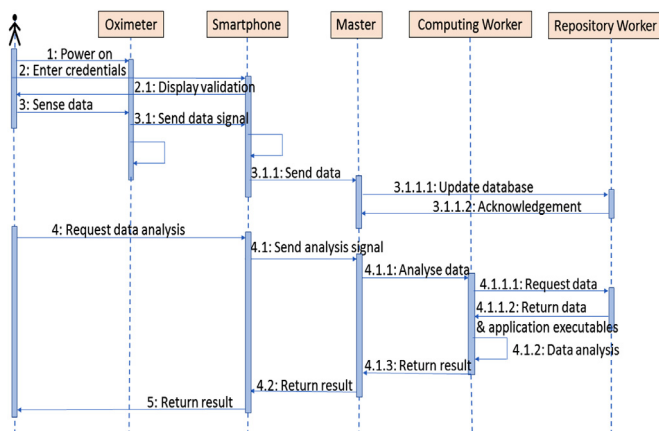 Oximeter
Smartphone
Master
Computing Worker
Repository Worker
1: Power on
2: Enter credentials
2.1: Display validation
3: Sense data
3.1: Send data signal
3.1.1: Send data
3.1.1.1: Update database
3.1.1.2: Acknowledgement
4: Request data analysis
4.1: Send analysis signal
4.1.1: Analyse data
4.1.1.1: Request data
4.1.1.2: Return data
& application executables
4.1.2: Data analysis
4.1.3: Return result
4.2: Return result
5: Return result